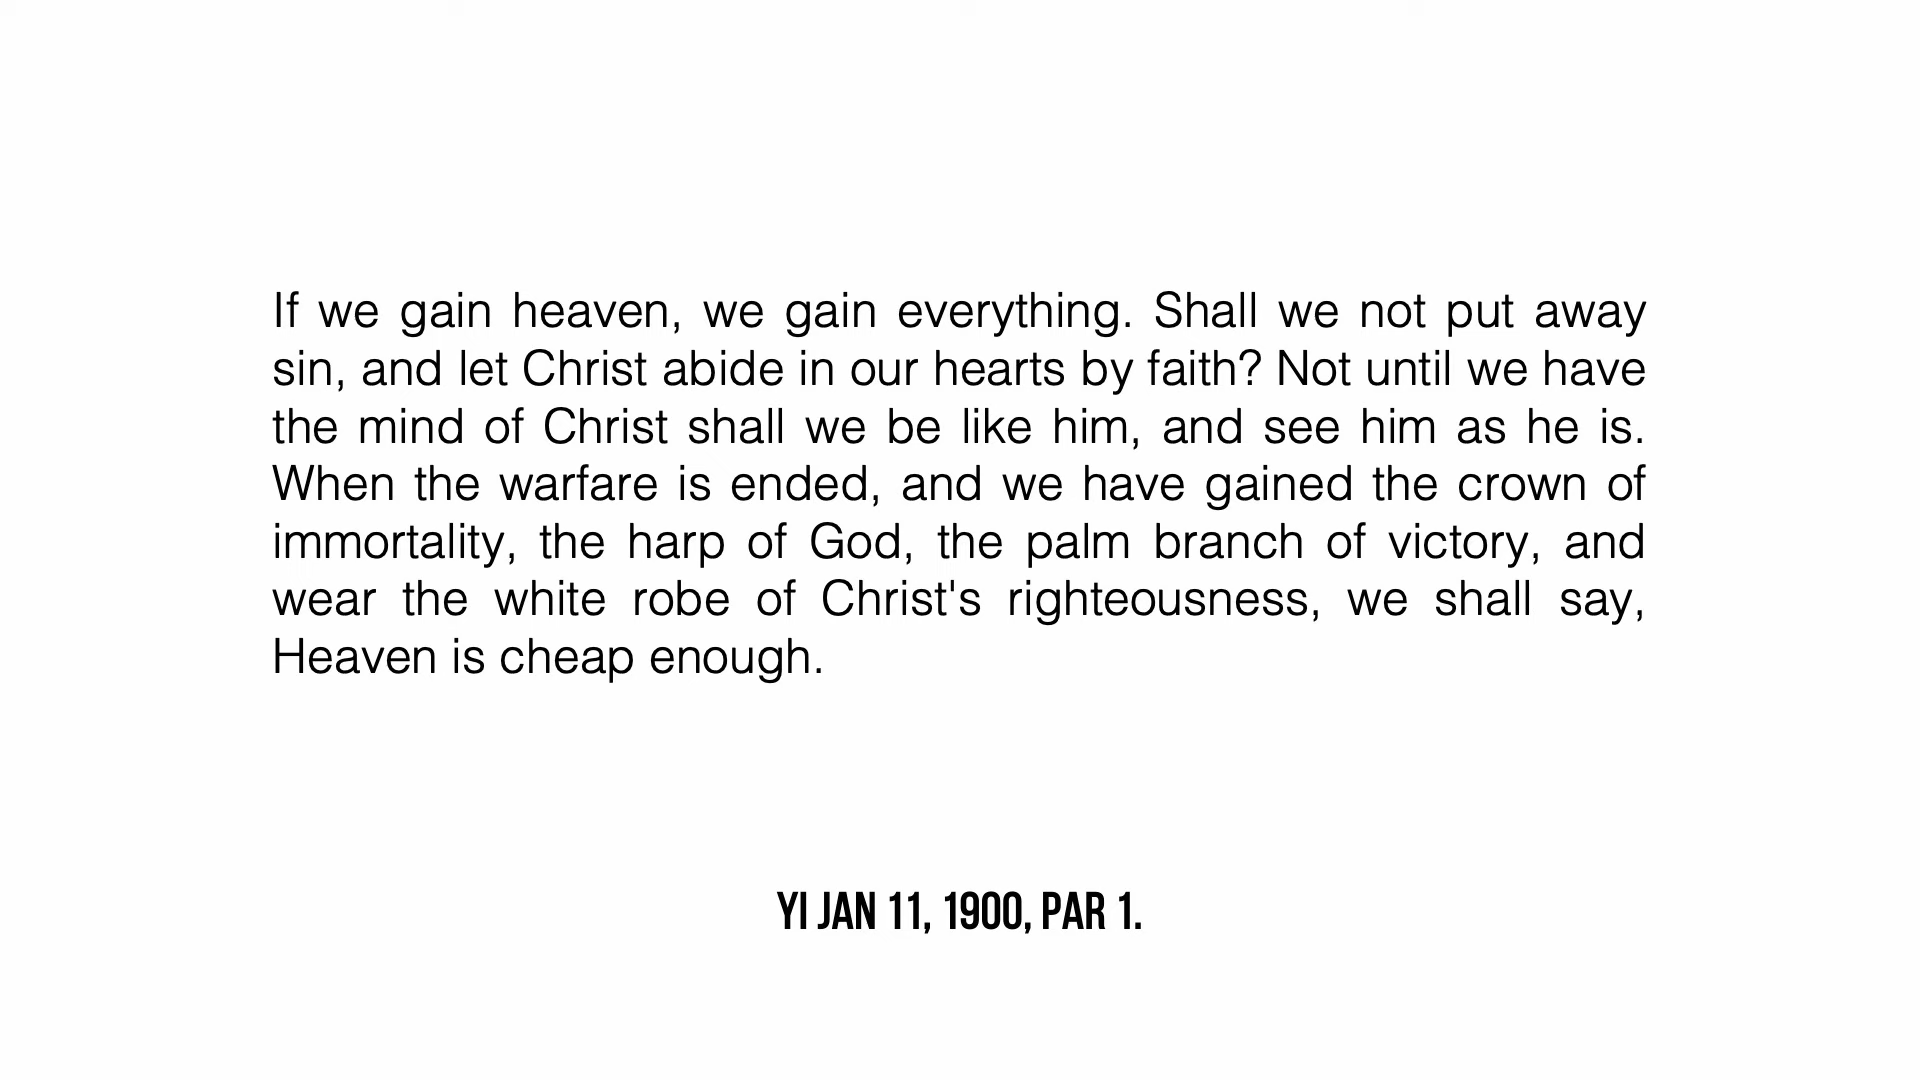 If we gain heaven, we gain everything. Shall we not put away
sin, and let Christ abide in our hearts by faith? Not until we have
the mind of Christ shall we be like him, and see him as he is.
When the warfare is ended, and we have gained the crown of
immortality, the harp of God, the palm branch of victory, and
wear the white robe of Christ's righteousness, we shall say,
Heaven is cheap enough.
YI JAN 11, 1900, PAR 1.